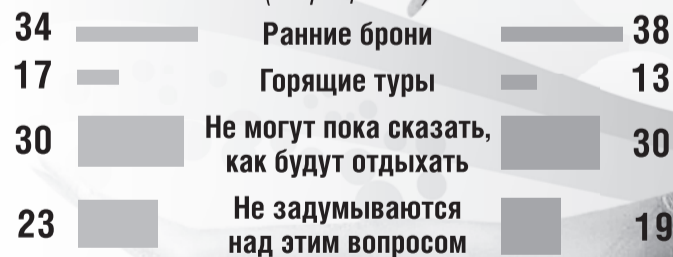 34 Ранние брони 38
17 Горящие туры 13
30 Не могут пока сказать, 30
как будут отдыхать
23 Не задумываются 19
над этим вопросом